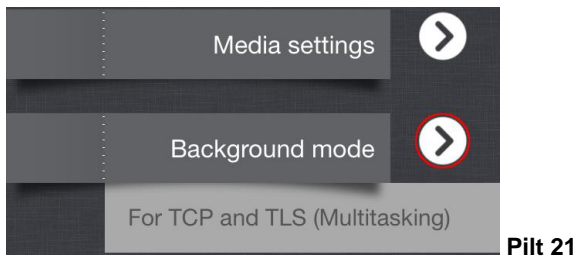 Media settings
Background mode
For TCP and TLS (Multitasking)
Pilt 21